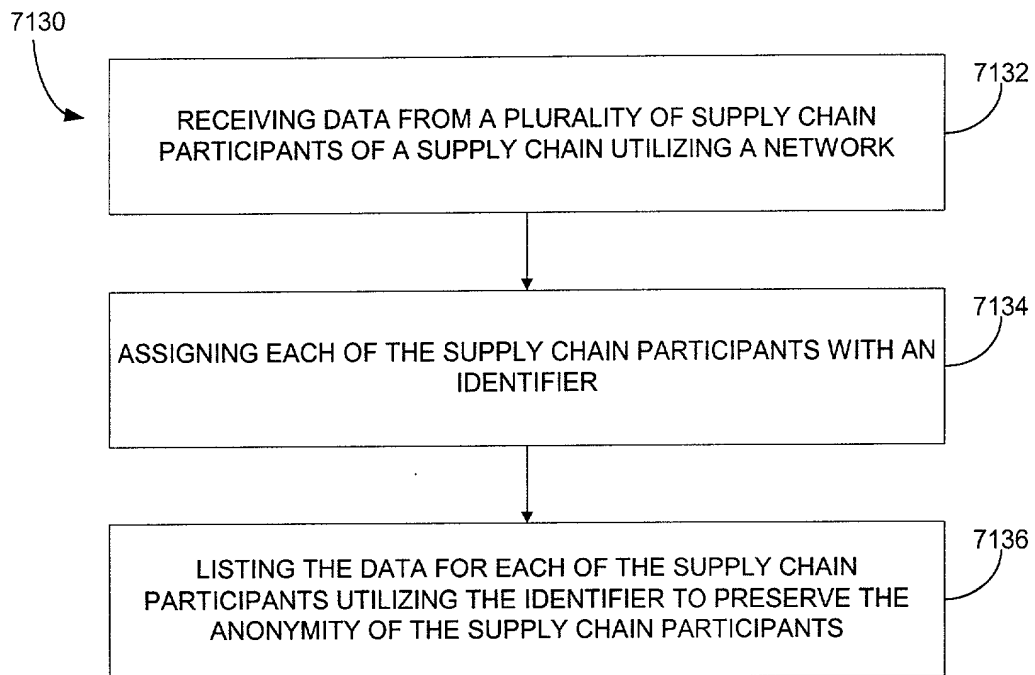 7130
7132
RECEIVING DATA FROM A PLURALITY OF SUPPLY CHAIN
PARTICIPANTS OF A SUPPLY CHAIN UTILIZING A NETWORK
7134
ASSIGNING EACH OF THE SUPPLY CHAIN PARTICIPANTS WITH AN
IDENTIFIER
7136
LISTING THE DATA FOR EACH OF THE SUPPLY CHAIN
PARTICIPANTS UTILIZING THE IDENTIFIER TO PRESERVE THE
ANONYMITY OF THE SUPPLY CHAIN PARTICIPANTS